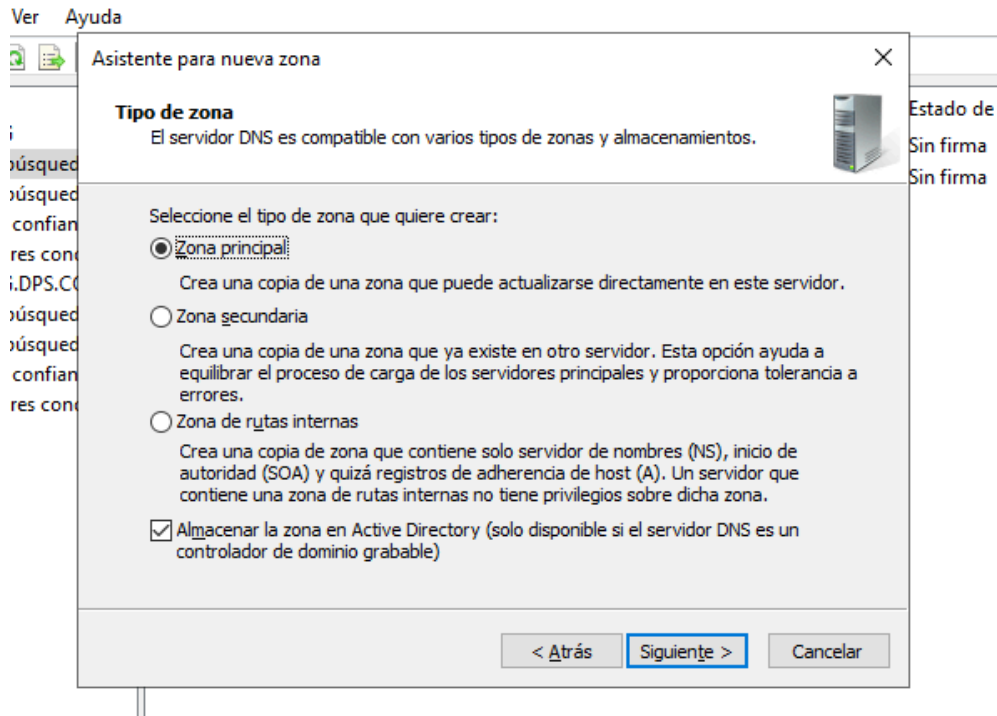 Ver Ayuda
Asistente para nueva zona
Tipo de zona
El servidor DNS es compatible con varios tipos de zonas y almacenamientos.
Estado de
Sin firma
Sin firma
búsqued
búsqued
confian
res cond
.DPS.CO
búsqued
búsqued
confian
res cond
Seleccione el tipo de zona que quiere crear:
Zona principal
Crea una copia de una zona que puede actualizarse directamente en este servidor.
Zona secundaria
Crea una copia de una zona que ya existe en otro servidor. Esta opción ayuda a
equilibrar el proceso de carga de los servidores principales y proporciona tolerancia a
errores.
Zona de rutas internas
Crea una copia de zona que contiene solo servidor de nombres (NS), inicio de
autoridad (SOA) y quizá registros de adherencia de host (A). Un servidor que
contiene una zona de rutas internas no tiene privilegios sobre dicha zona.
Almacenar la zona en Active Directory (solo disponible si el servidor DNS es un
controlador de dominio grabable)
< Atrás Siguiente > Cancelar